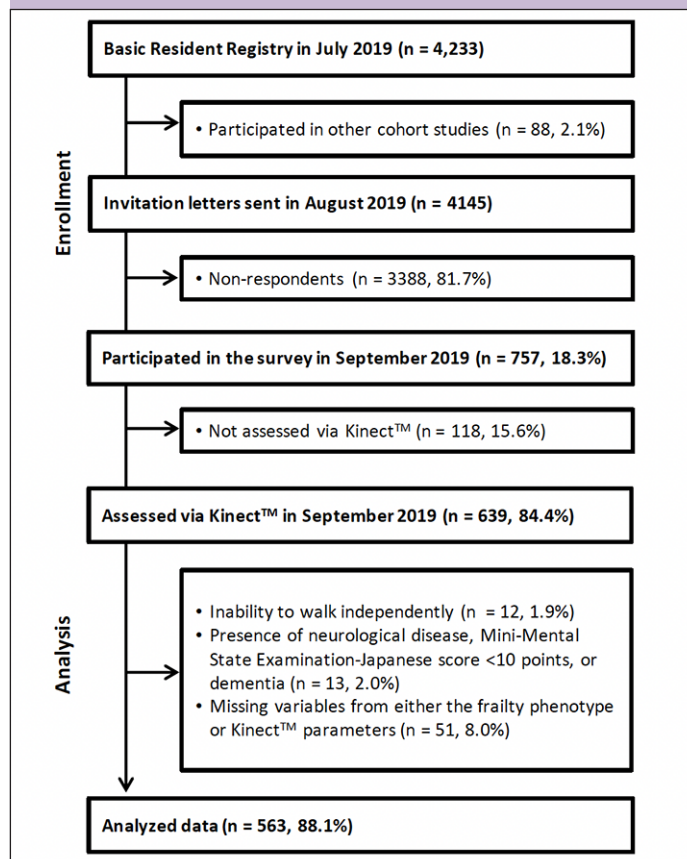 Basic Resident Registry in July 2019 (n = 4,233)
• Participated in other cohort studies (n = 88, 2.1%)
Enrollment
Invitation letters sent in August 2019 (n = 4145)
• Non-respondents (n = 3388, 81.7%)
Participated in the survey in September 2019 (n = 757, 18.3%)
• Not assessed via Kinect™ (n = 118, 15.6%)
Assessed via Kinect™ in September 2019 (n = 639, 84.4%)
Analysis
• Inability to walk independently (n = 12, 1.9%)
• Presence of neurological disease, Mini-Mental
State Examination-Japanese score <10 points, or
dementia (n = 13, 2.0%)
• Missing variables from either the frailty phenotype
or Kinect™ parameters (n = 51, 8.0%)
Analyzed data (n = 563, 88.1%)